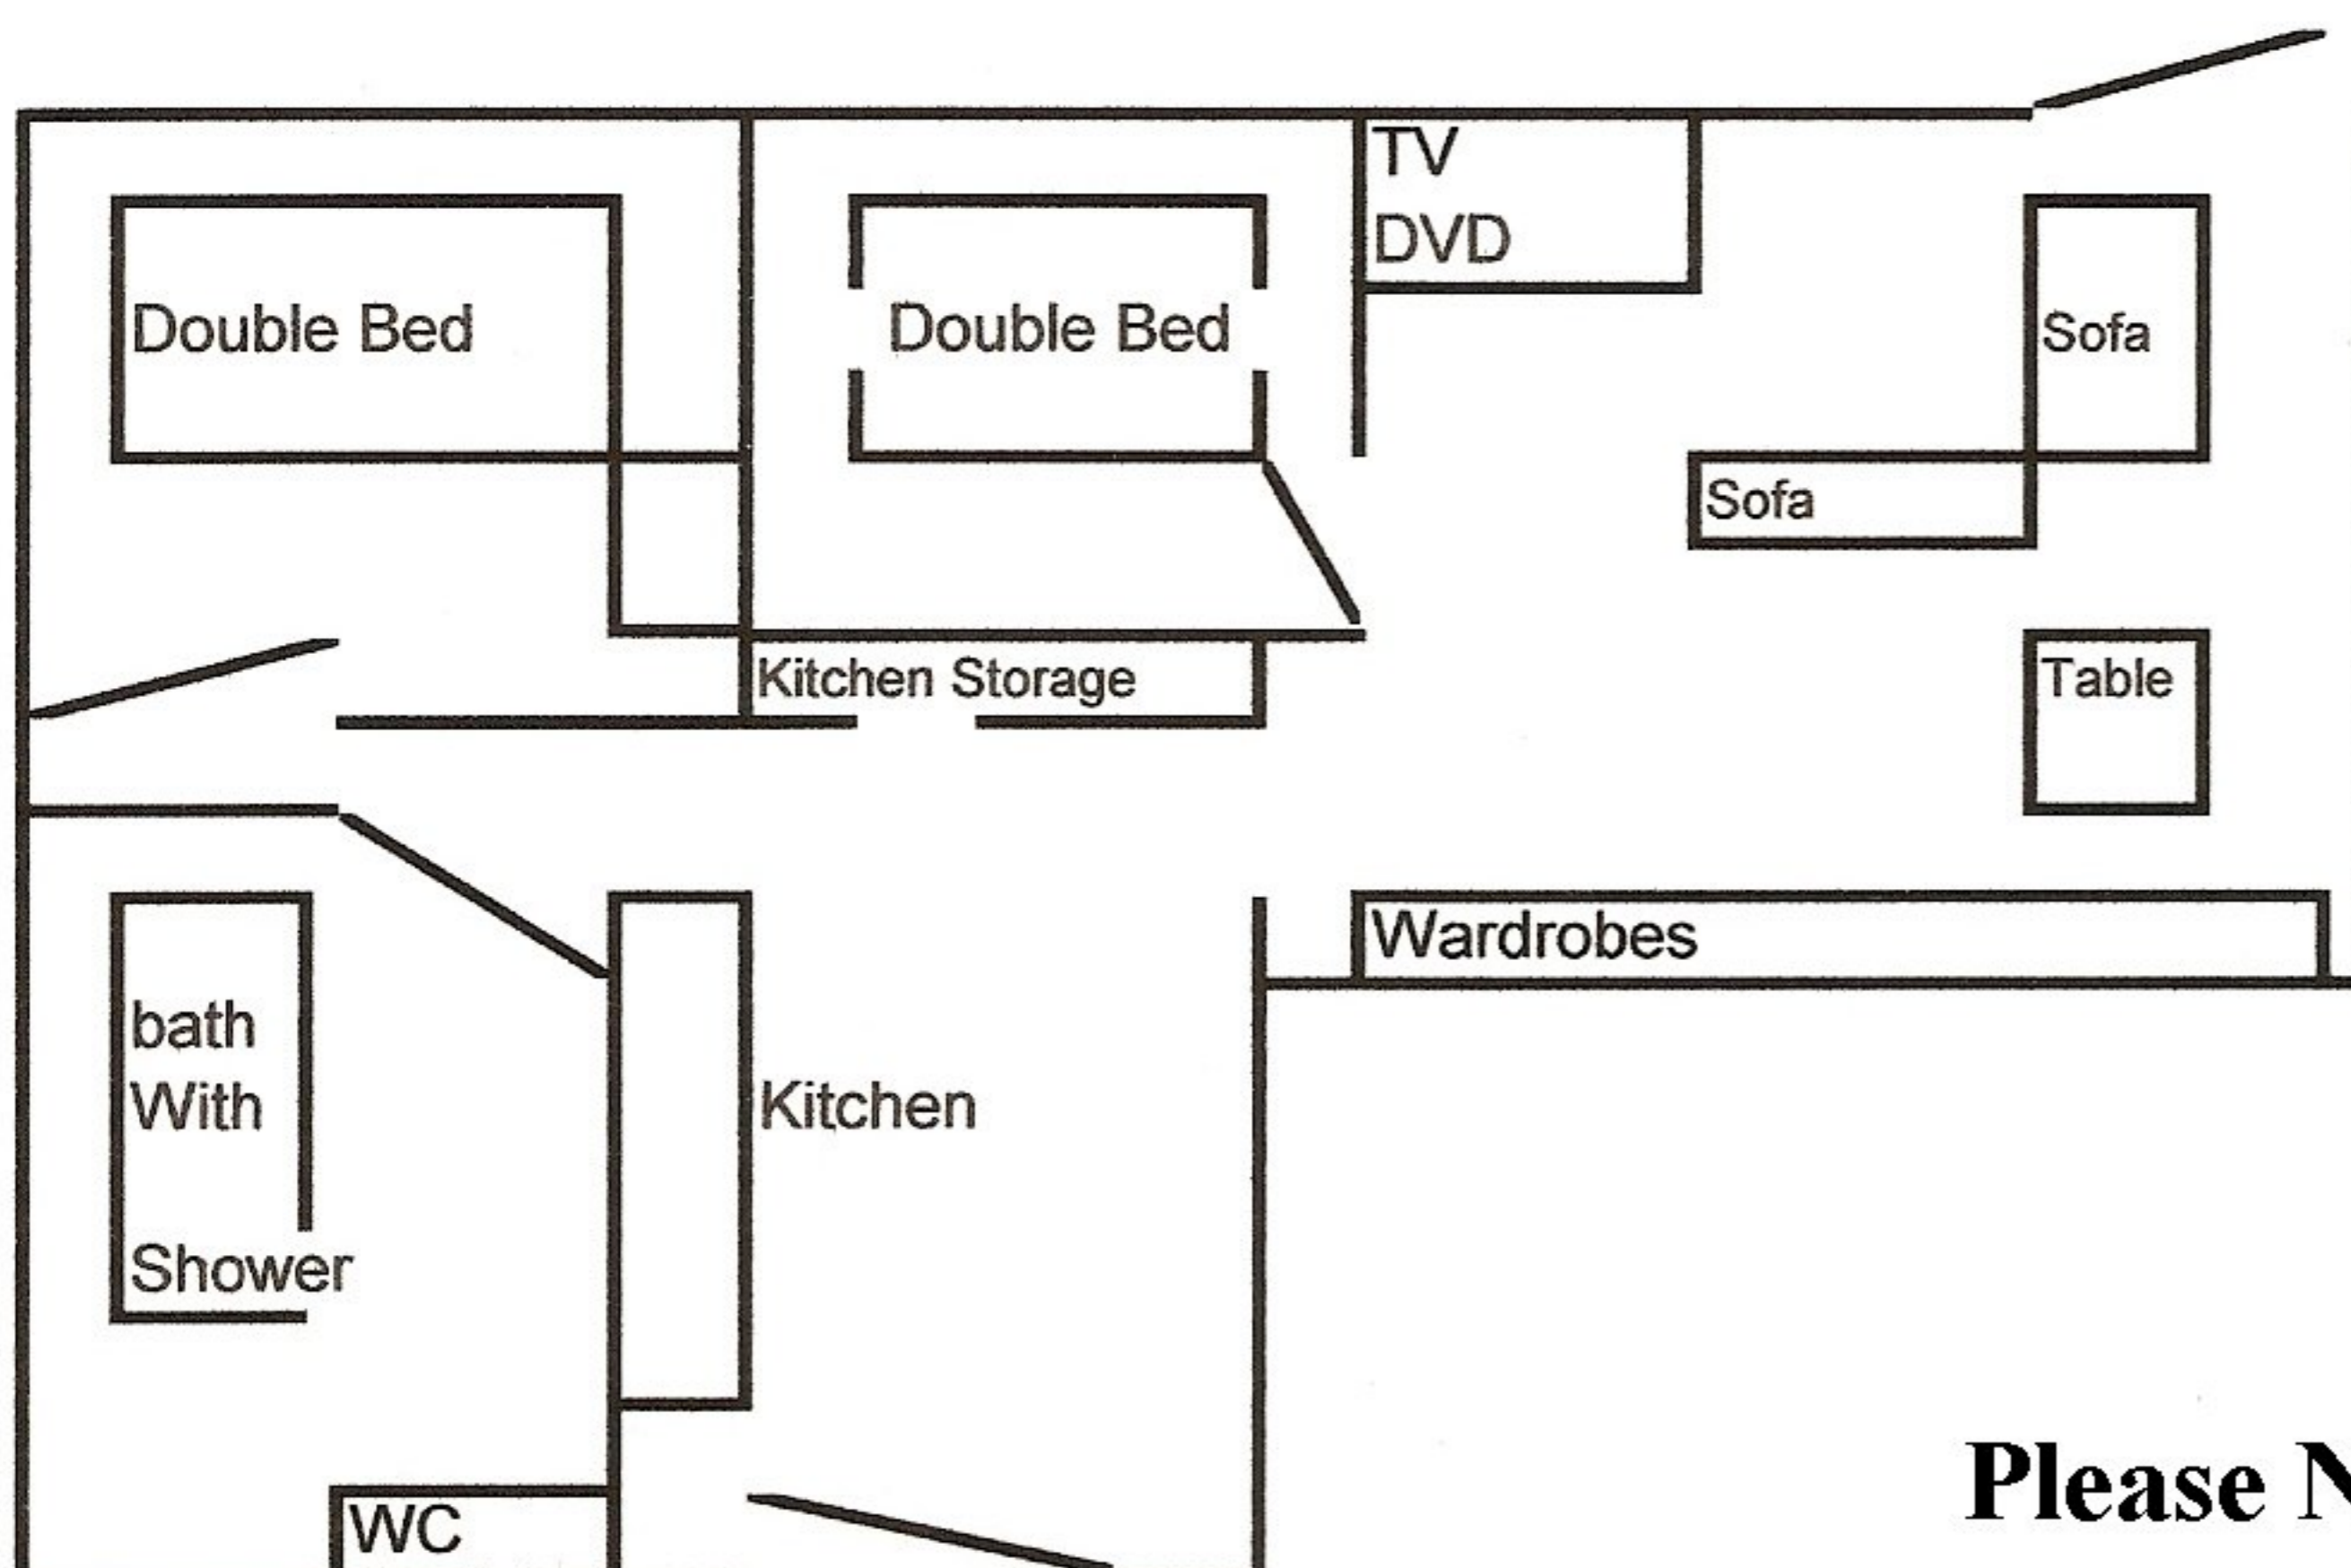 TV
DVD
Double Bed
Double Bed
Sofa
Sofa
Kitchen Storage
Table
Wardrobes
bath
With
Kitchen
Shower
Please
WC